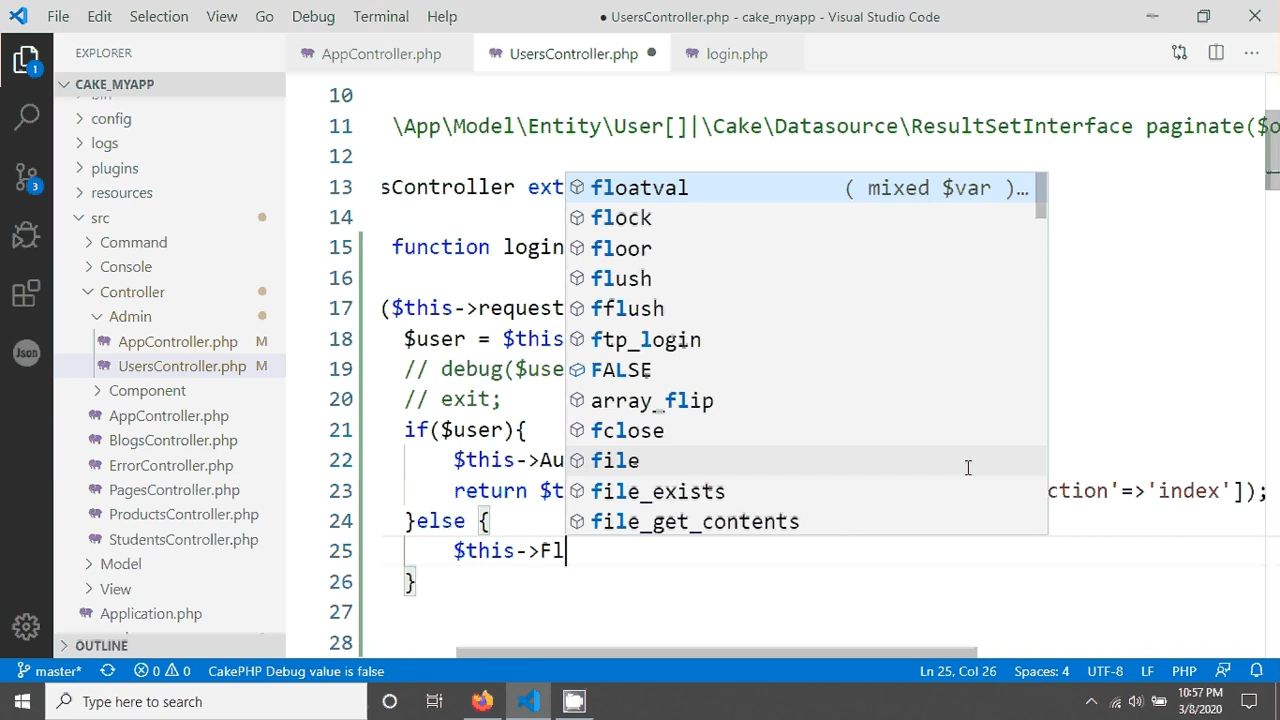 File Edit Selection View Go Debug Terminal Help ● UsersController.php - cake_myapp - Visual Studio Code
EXPLORER
AppController.php UsersController.php login.php
CAKE_MYAPP
bin
config
logs
plugins
resources
src
Command
Console
Controller
Admin
AppController.php M
UsersController.php M
Component
AppController.php
BlogsController.php
ErrorController.php
PagesController.php
ProductsController.php
StudentsController.php
Model
View
Application.php
OUTLINE
1
3
Json
10
11 \App\Model\Entity\User[]|\Cake\Datasource\ResultSetInterface paginate($o
12
13 sController ext
14
15 function login
16
17 ($this->request
18 $user = $this
19 // debug($use
20 // exit;
21 if($user){
22 $this->Au
23 return $t ction'=>'index']);
24 }else {
25 $this->Fl
26 }
27
28
floatval ( mixed $var )...
flock
floor
flush
fflush
ftp_login
FALSE
array_flip
fclose
file
file_exists
file_get_contents
master* 0 0 CakePHP Debug value is false Ln 25, Col 26 Spaces: 4 UTF-8 LF PHP
Type here to search
10:57 PM
3/8/2020